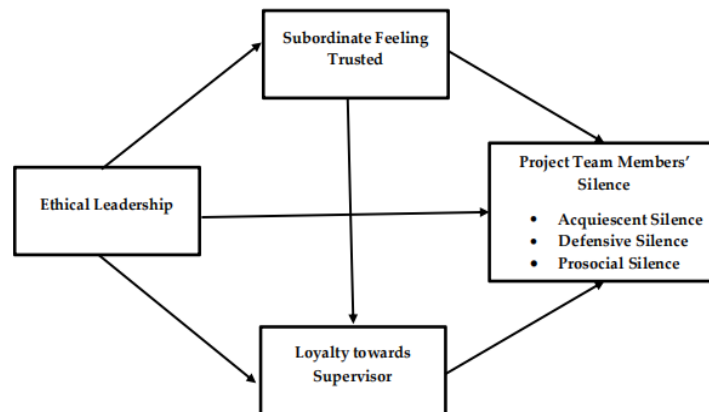 Subordinate Feeling
Trusted
Ethical Leadership
Project Team Members’
Silence
• Acquiescent Silence
• Defensive Silence
• Prosocial Silence
Loyalty towards
Supervisor